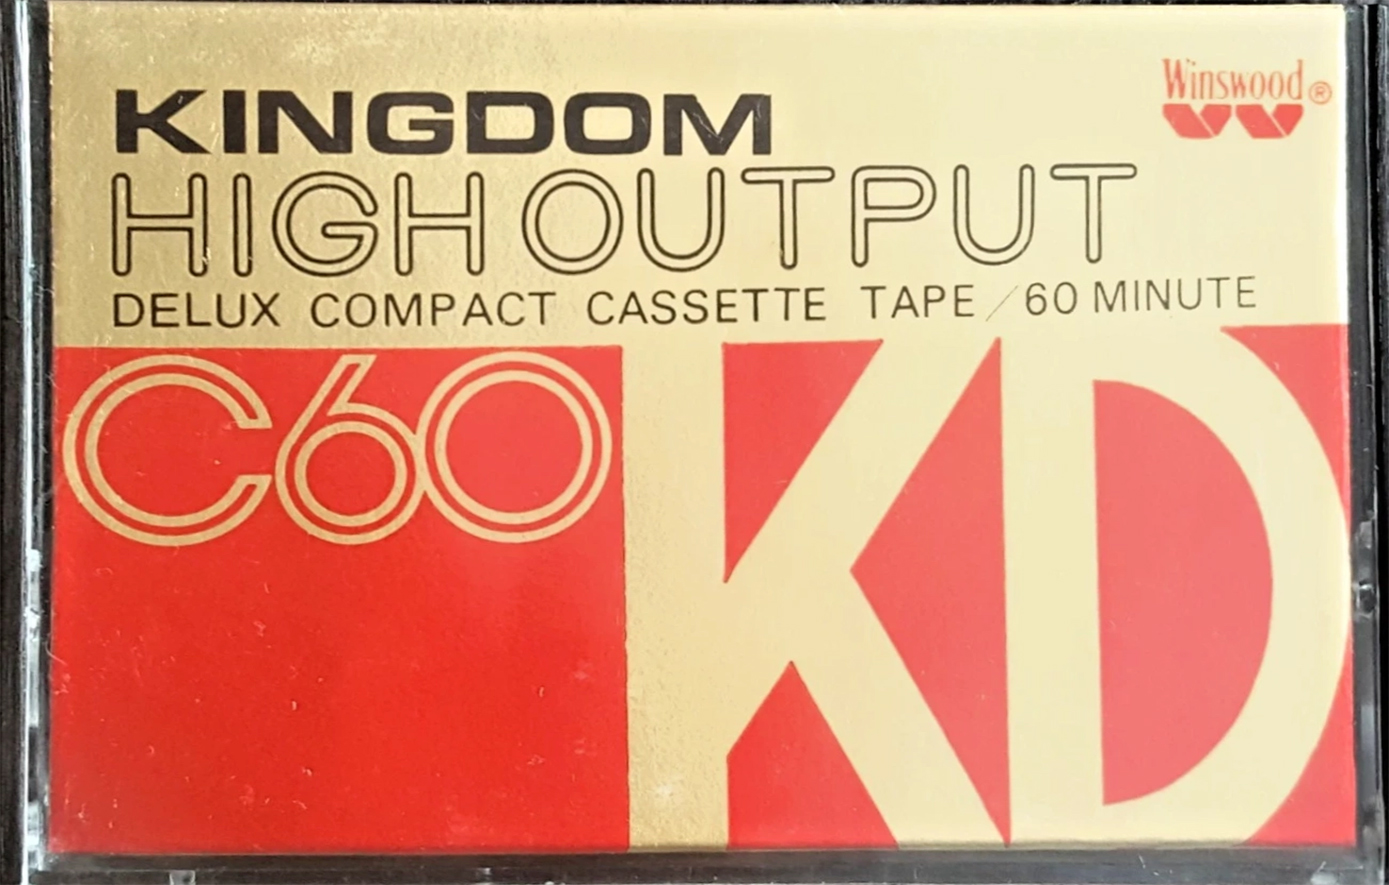 Winswood®
KINGDOM
HIGH OUTPUT
DELUX COMPACT CASSETTE TAPE / 60 MINUTE
C60
KD